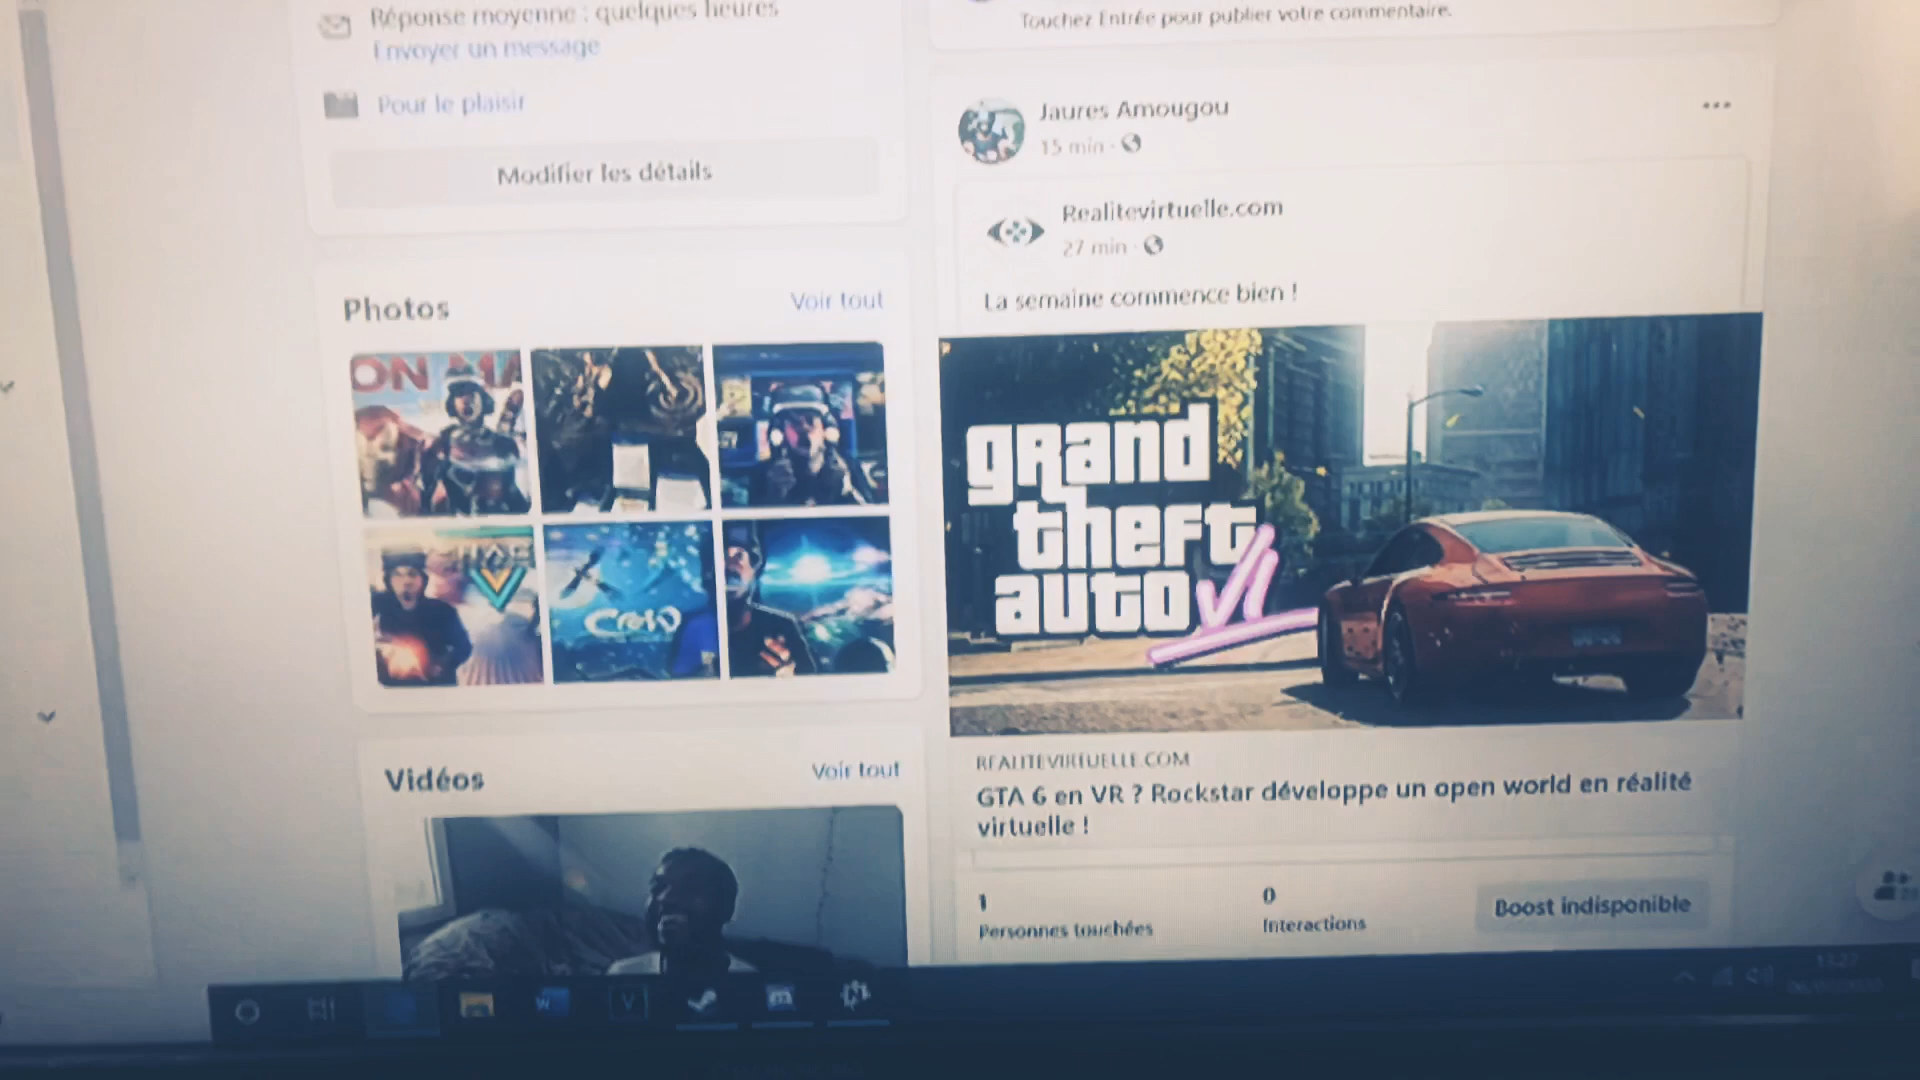 Réponse moyenne : quelques heures
Envoyer un message
Pour le plaisir
Modifier les détails
Photos
Voir tout
ON MA
Vidéos
Voir tout
Touchez Entrée pour publier votre commentaire.
Jaures Amougou
15 min
Realitevirtuelle.com
27 min
La semaine commence bien !
grand
theft
auto VI
REALITEVIRTUELLE.COM
GTA 6 en VR ? Rockstar développe un open world en réalité
virtuelle !
1
Personnes touchées
0
Interactions
Boost indisponible